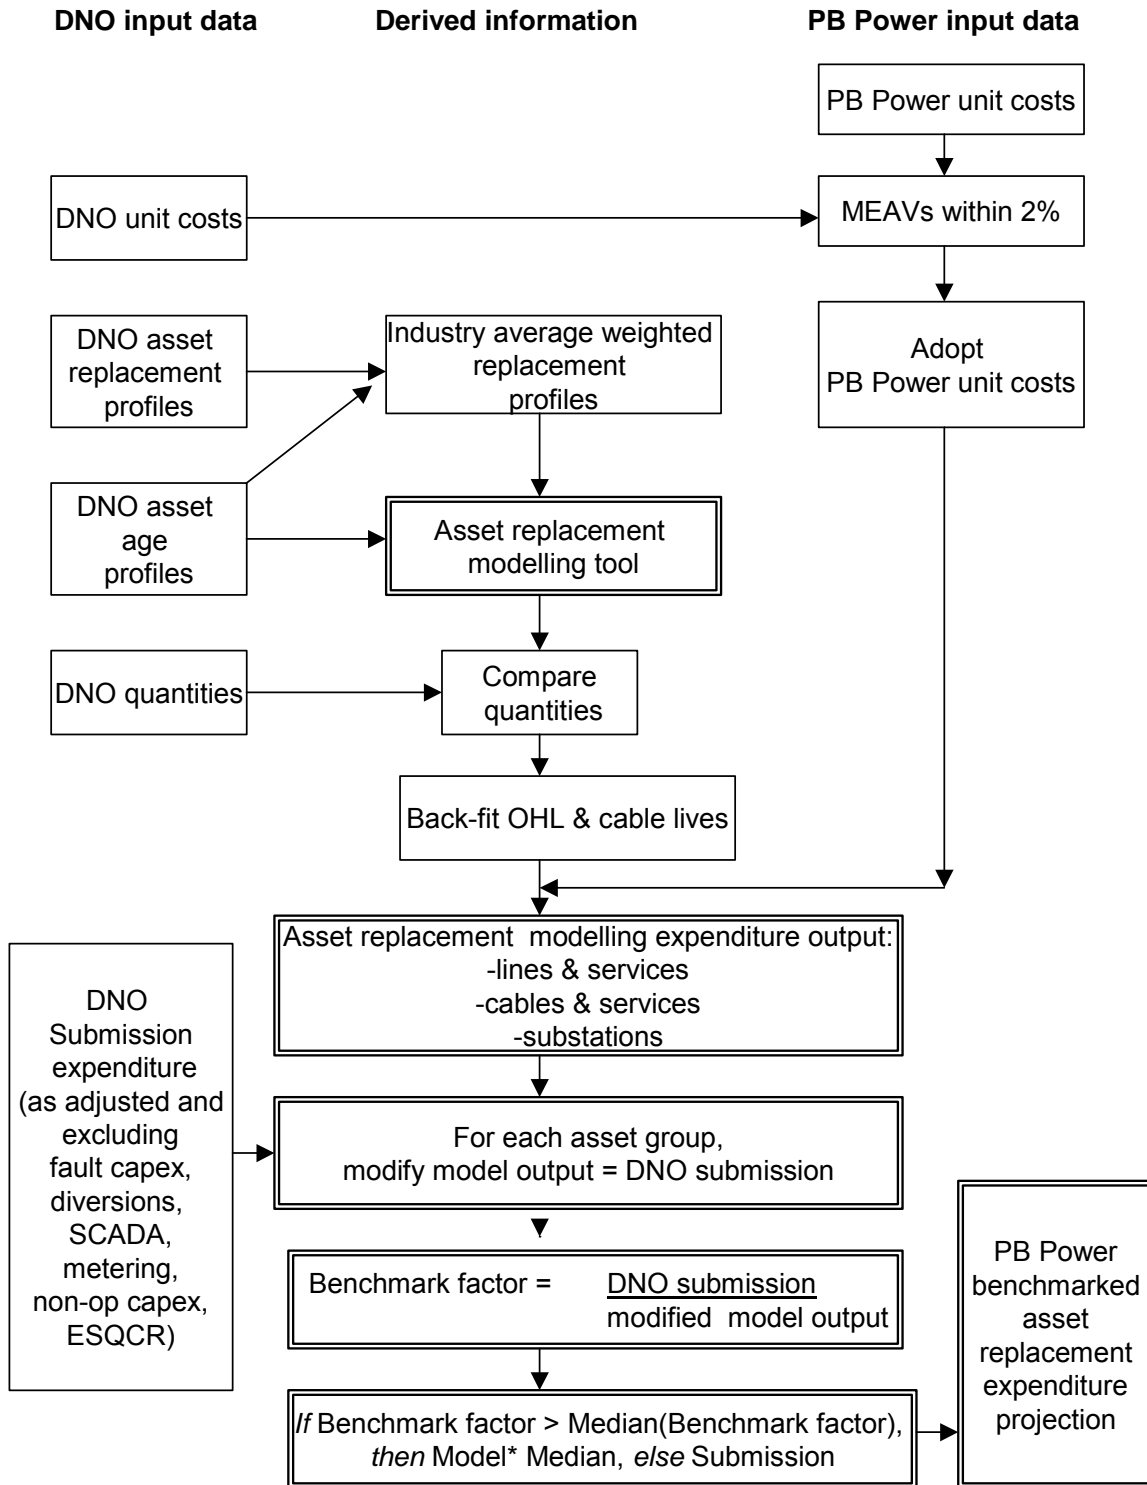 DNO input data
Derived information
PB Power input data
PB Power unit costs
DNO unit costs
MEAVs within 2%
DNO asset
replacement
profiles
Industry average weighted
replacement
profiles
Adopt
PB Power unit costs
DNO asset
age
profiles
Asset replacement
modelling tool
DNO quantities
Compare
quantities
Back-fit OHL & cable lives
Asset replacement modelling expenditure output:
-lines & services
-cables & services
-substations
DNO
Submission
expenditure
(as adjusted and
excluding
fault capex,
diversions,
SCADA,
metering,
non-op capex,
ESQCR)
For each asset group,
modify model output = DNO submission
Benchmark factor = DNO submission
modified model output
If Benchmark factor > Median(Benchmark factor),
then Model* Median, else Submission
PB Power
benchmarked
asset
replacement
expenditure
projection